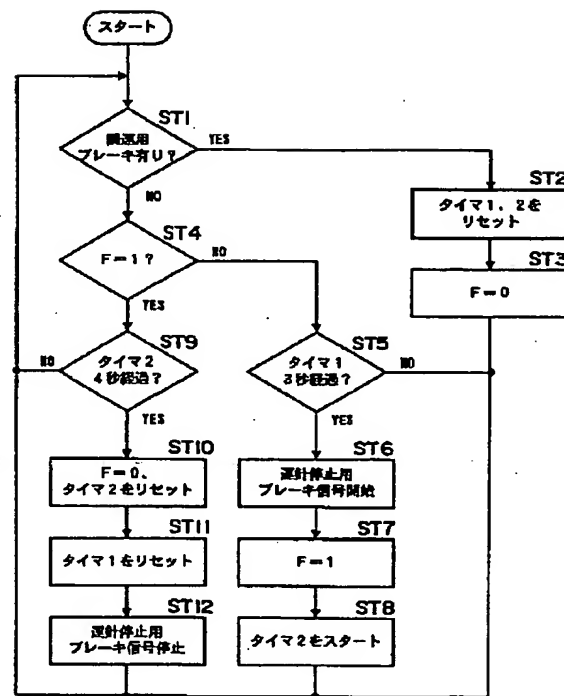 スタート
ST1
調速用
ブレーキ有り?
YES
NO
ST2
タイマ1、2を
リセット
ST3
F=0
ST4
F=1?
NO
YES
ST9
タイマ2
4秒経過?
NO
YES
ST5
タイマ1
3秒経過?
NO
YES
ST10
F=0、
タイマ2をリセット
ST6
運針停止用
ブレーキ信号開始
ST11
タイマ1をリセット
ST7
F=1
ST12
運針停止用
ブレーキ信号停止
ST8
タイマ2をスタート